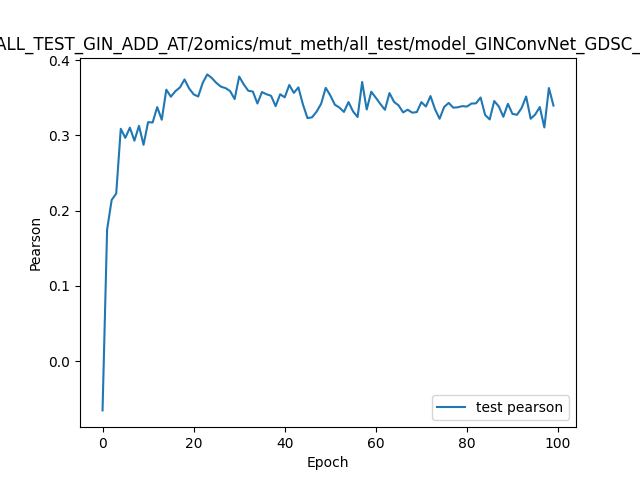 ALL_TEST_GIN_ADD_AT/2omics/mut_meth/all_test/model_GINConvNet_GDSC_
0.4
0.3
0.2
0.1
0.0
Pearson
test pearson
0 20 40 60 80 100
Epoch